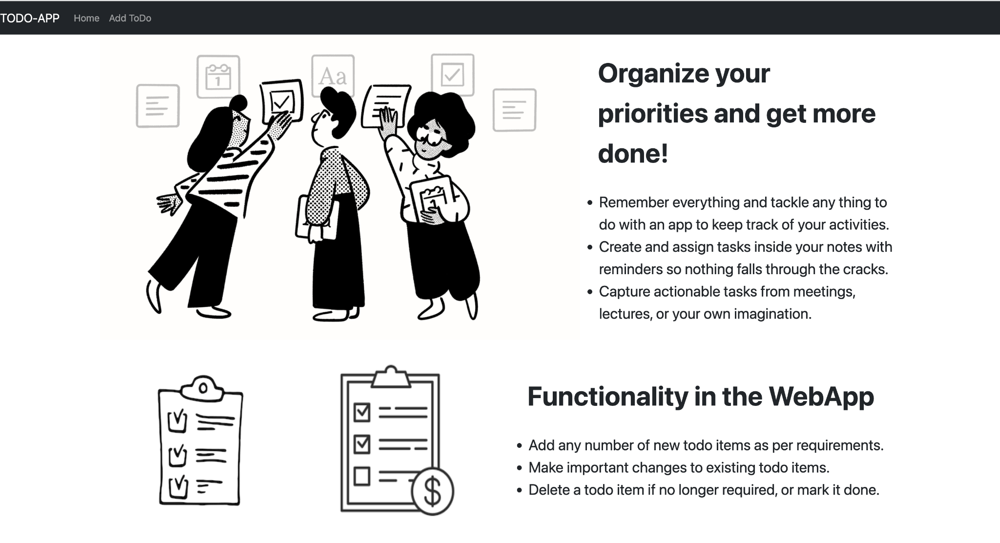 TODO-APP Home Add ToDo
1
Aa
Organize your
priorities and get more
done!
• Remember everything and tackle any thing to
do with an app to keep track of your activities.
• Create and assign tasks inside your notes with
reminders so nothing falls through the cracks.
• Capture actionable tasks from meetings,
lectures, or your own imagination.
1
Functionality in the WebApp
• Add any number of new todo items as per requirements.
• Make important changes to existing todo items.
• Delete a todo item if no longer required, or mark it done.
$